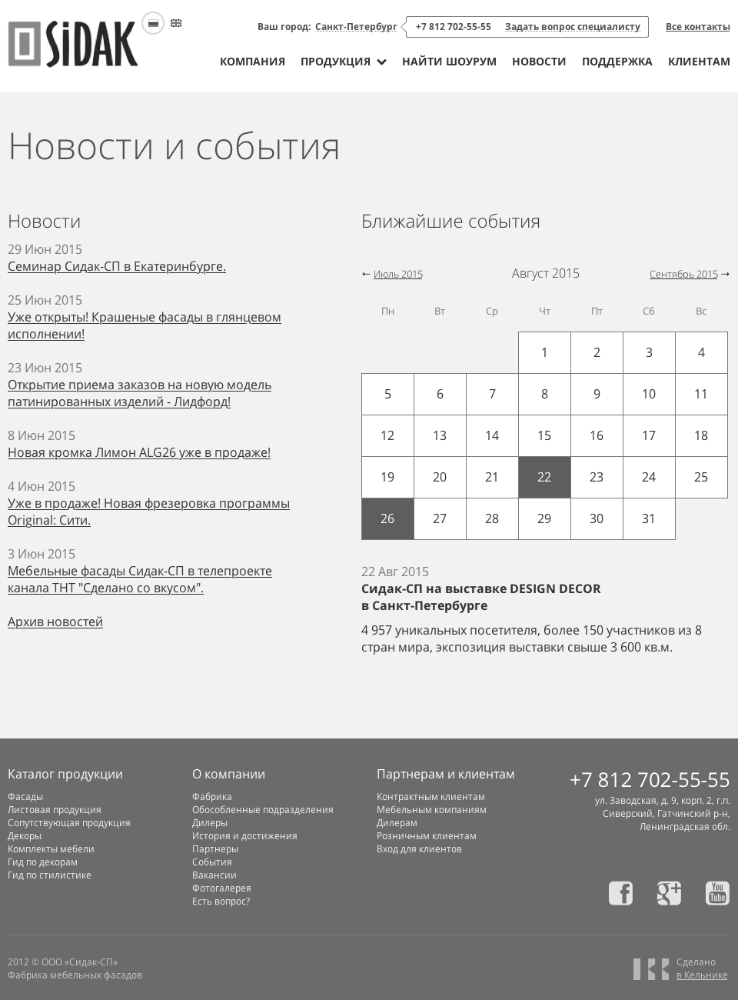 SiDAK
Ваш город: Санкт-Петербург +7 812 702-55-55 Задать вопрос специалисту Все контакты
КОМПАНИЯ ПРОДУКЦИЯ НАЙТИ ШОУРУМ НОВОСТИ ПОДДЕРЖКА КЛИЕНТАМ
Новости и события
Новости
29 Июн 2015
Семинар Сидак-СП в Екатеринбурге.
25 Июн 2015
Уже открыты! Крашеные фасады в глянцевом
исполнении!
23 Июн 2015
Открытие приема заказов на новую модель
патинированных изделий - Лидфорд!
8 Июн 2015
Новая кромка Лимон ALG26 уже в продаже!
4 Июн 2015
Уже в продаже! Новая фрезеровка программы
Original: Сити.
3 Июн 2015
Мебельные фасады Сидак-СП в телепроекте
канала ТНТ "Сделано со вкусом".
Архив новостей
Ближайшие события
← Июль 2015 Август 2015 Сентябрь 2015 →
Пн Вт Ср Чт Пт Сб Вс
1 2 3 4
5 6 7 8 9 10 11
12 13 14 15 16 17 18
19 20 21 22 23 24 25
26 27 28 29 30 31
22 Авг 2015
Сидак-СП на выставке DESIGN DECOR
в Санкт-Петербурге
4 957 уникальных посетителя, более 150 участников из 8
стран мира, экспозиция выставки свыше 3 600 кв.м.
Каталог продукции
Фасады
Листовая продукция
Сопутствующая продукция
Декоры
Комплекты мебели
Гид по декорам
Гид по стилистике
О компании
Фабрика
Обособленные подразделения
Дилеры
История и достижения
Партнеры
События
Вакансии
Фотогалерея
Есть вопрос?
Партнерам и клиентам
Контрактным клиентам
Мебельным компаниям
Дилерам
Розничным клиентам
Вход для клиентов
+7 812 702-55-55
ул. Заводская, д. 9, корп. 2, г.п.
Сиверский, Гатчинский р-н,
Ленинградская обл.
You
Tube
2012 © ООО «Сидак-СП»
Фабрика мебельных фасадов
Сделано
в Кельнике